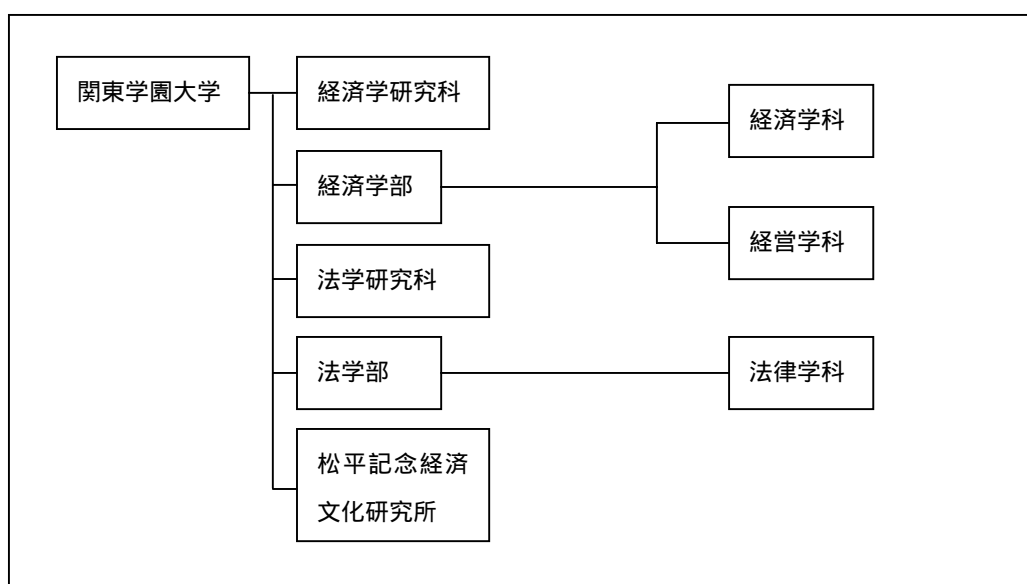 関東学園大学
経済学研究科
経済学部
経済学科
経営学科
法学研究科
法学部
法律学科
松平記念経済
文化研究所